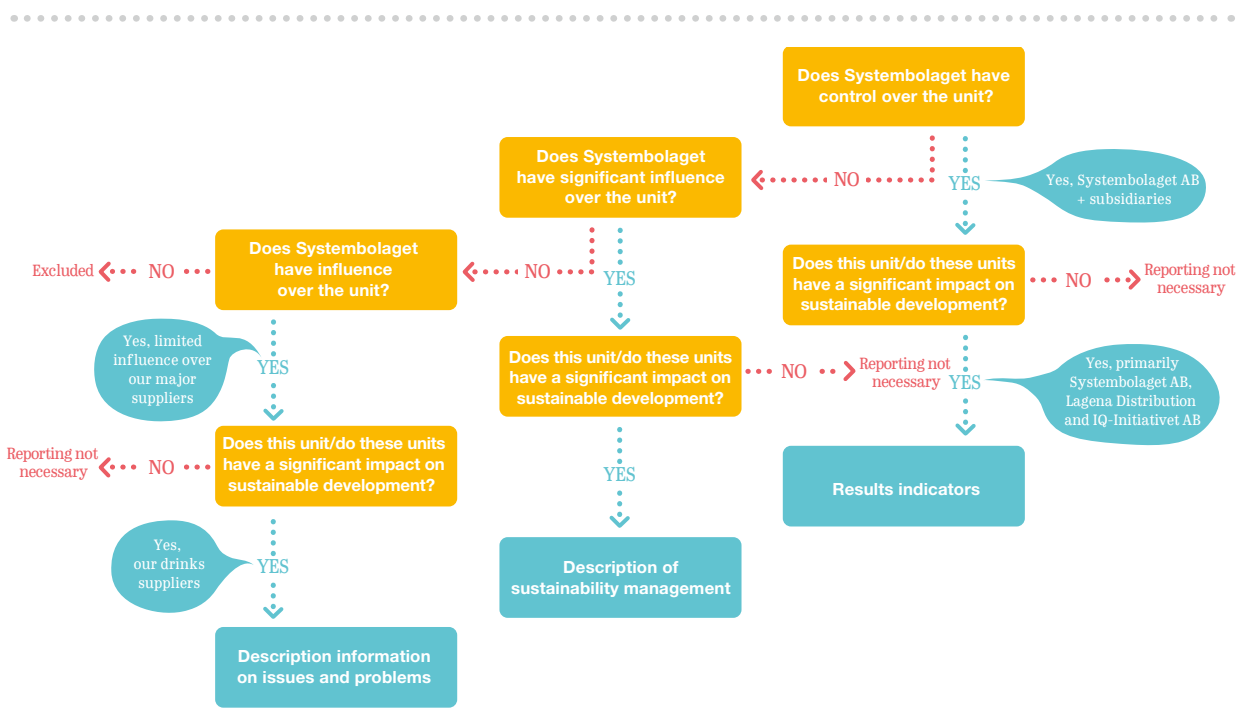 Does Systembolaget have
control over the unit?
Does Systembolaget
have significant influence
over the unit?
NO
YES
Yes, Systembolaget AB
+ subsidiaries
Does Systembolaget
have influence
over the unit?
Excluded
NO
NO
YES
Does this unit/do these units
have a significant impact on
sustainable development?
NO
Reporting not
necessary
Yes, limited
influence over
our major
suppliers
YES
Does this unit/do these units
have a significant impact on
sustainable development?
NO
Reporting not
necessary
YES
Yes, primarily
Systembolaget AB,
Lagena Distribution
and IQ-Initiativet AB
Does this unit/do these units
have a significant impact on
sustainable development?
Reporting not
necessary
NO
YES
Results indicators
Yes,
our drinks
suppliers
YES
Description of
sustainability management
Description information
on issues and problems